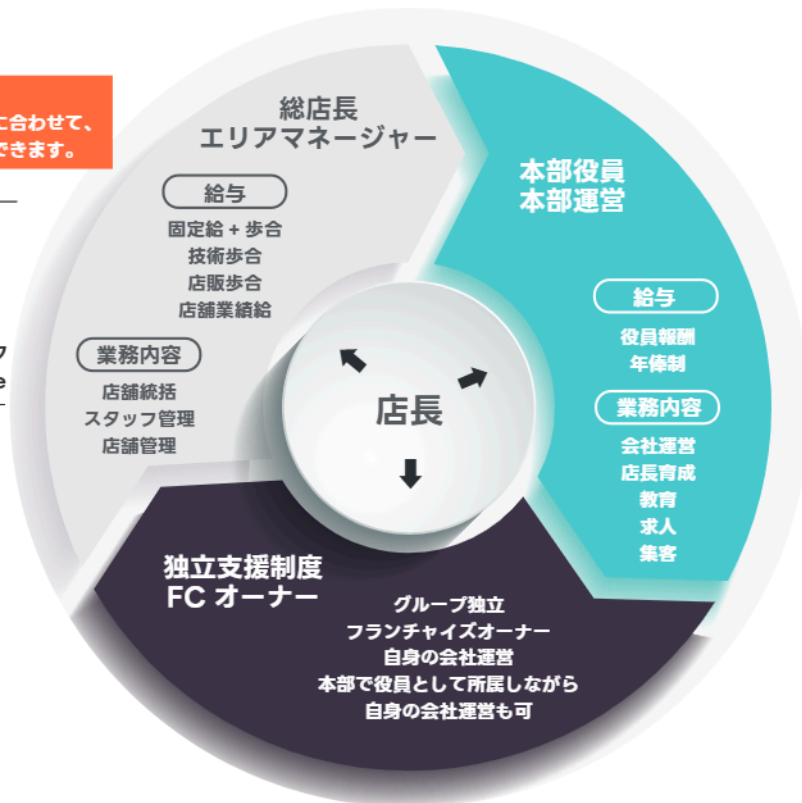 に合わせて、
できます。
総店長
エリアマネージャー
給与
固定給 + 歩合
技術歩合
店販歩合
店舗業績給
業務内容
店舗統括
スタッフ管理
店舗管理
本部役員
本部運営
給与
役員報酬
年俸制
業務内容
会社運営
店長育成
教育
求人
集客
店長
独立支援制度
FC オーナー
グループ独立
フランチャイズオーナー
自身の会社運営
本部で役員として所属しながら
自身の会社運営も可